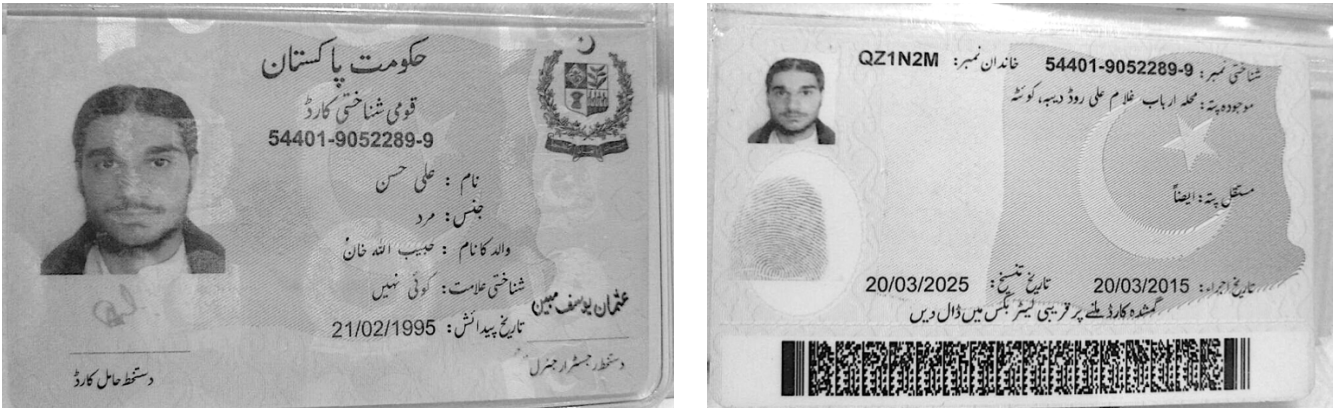 حکومت پاکستان
قومی شناختی کارڈ
54401-9052289-9
نام : علی حسن
جنس: مرد
والد کا نام : حبیب اللہ خان
شناختی علامت: کوئی نہیں
عثمان یوسف مبین
تاریخ پیدائش: 21/02/1995
دستخط رجسٹرار جنرل
دستخط حامل کارڈ
شناختی نمبر: 54401-9052289-9 خاندان نمبر: QZ1N2M
موجودہ پتہ: محلہ ارباب غلام علی روڈ دیبہ، کوئٹہ
مستقل پتہ: ایضاً
تاریخ اجراء: 20/03/2015 تاریخ تنسیخ: 20/03/2025
گمشدہ کارڈ ملنے پر قریبی لیٹر بکس میں ڈال دیں